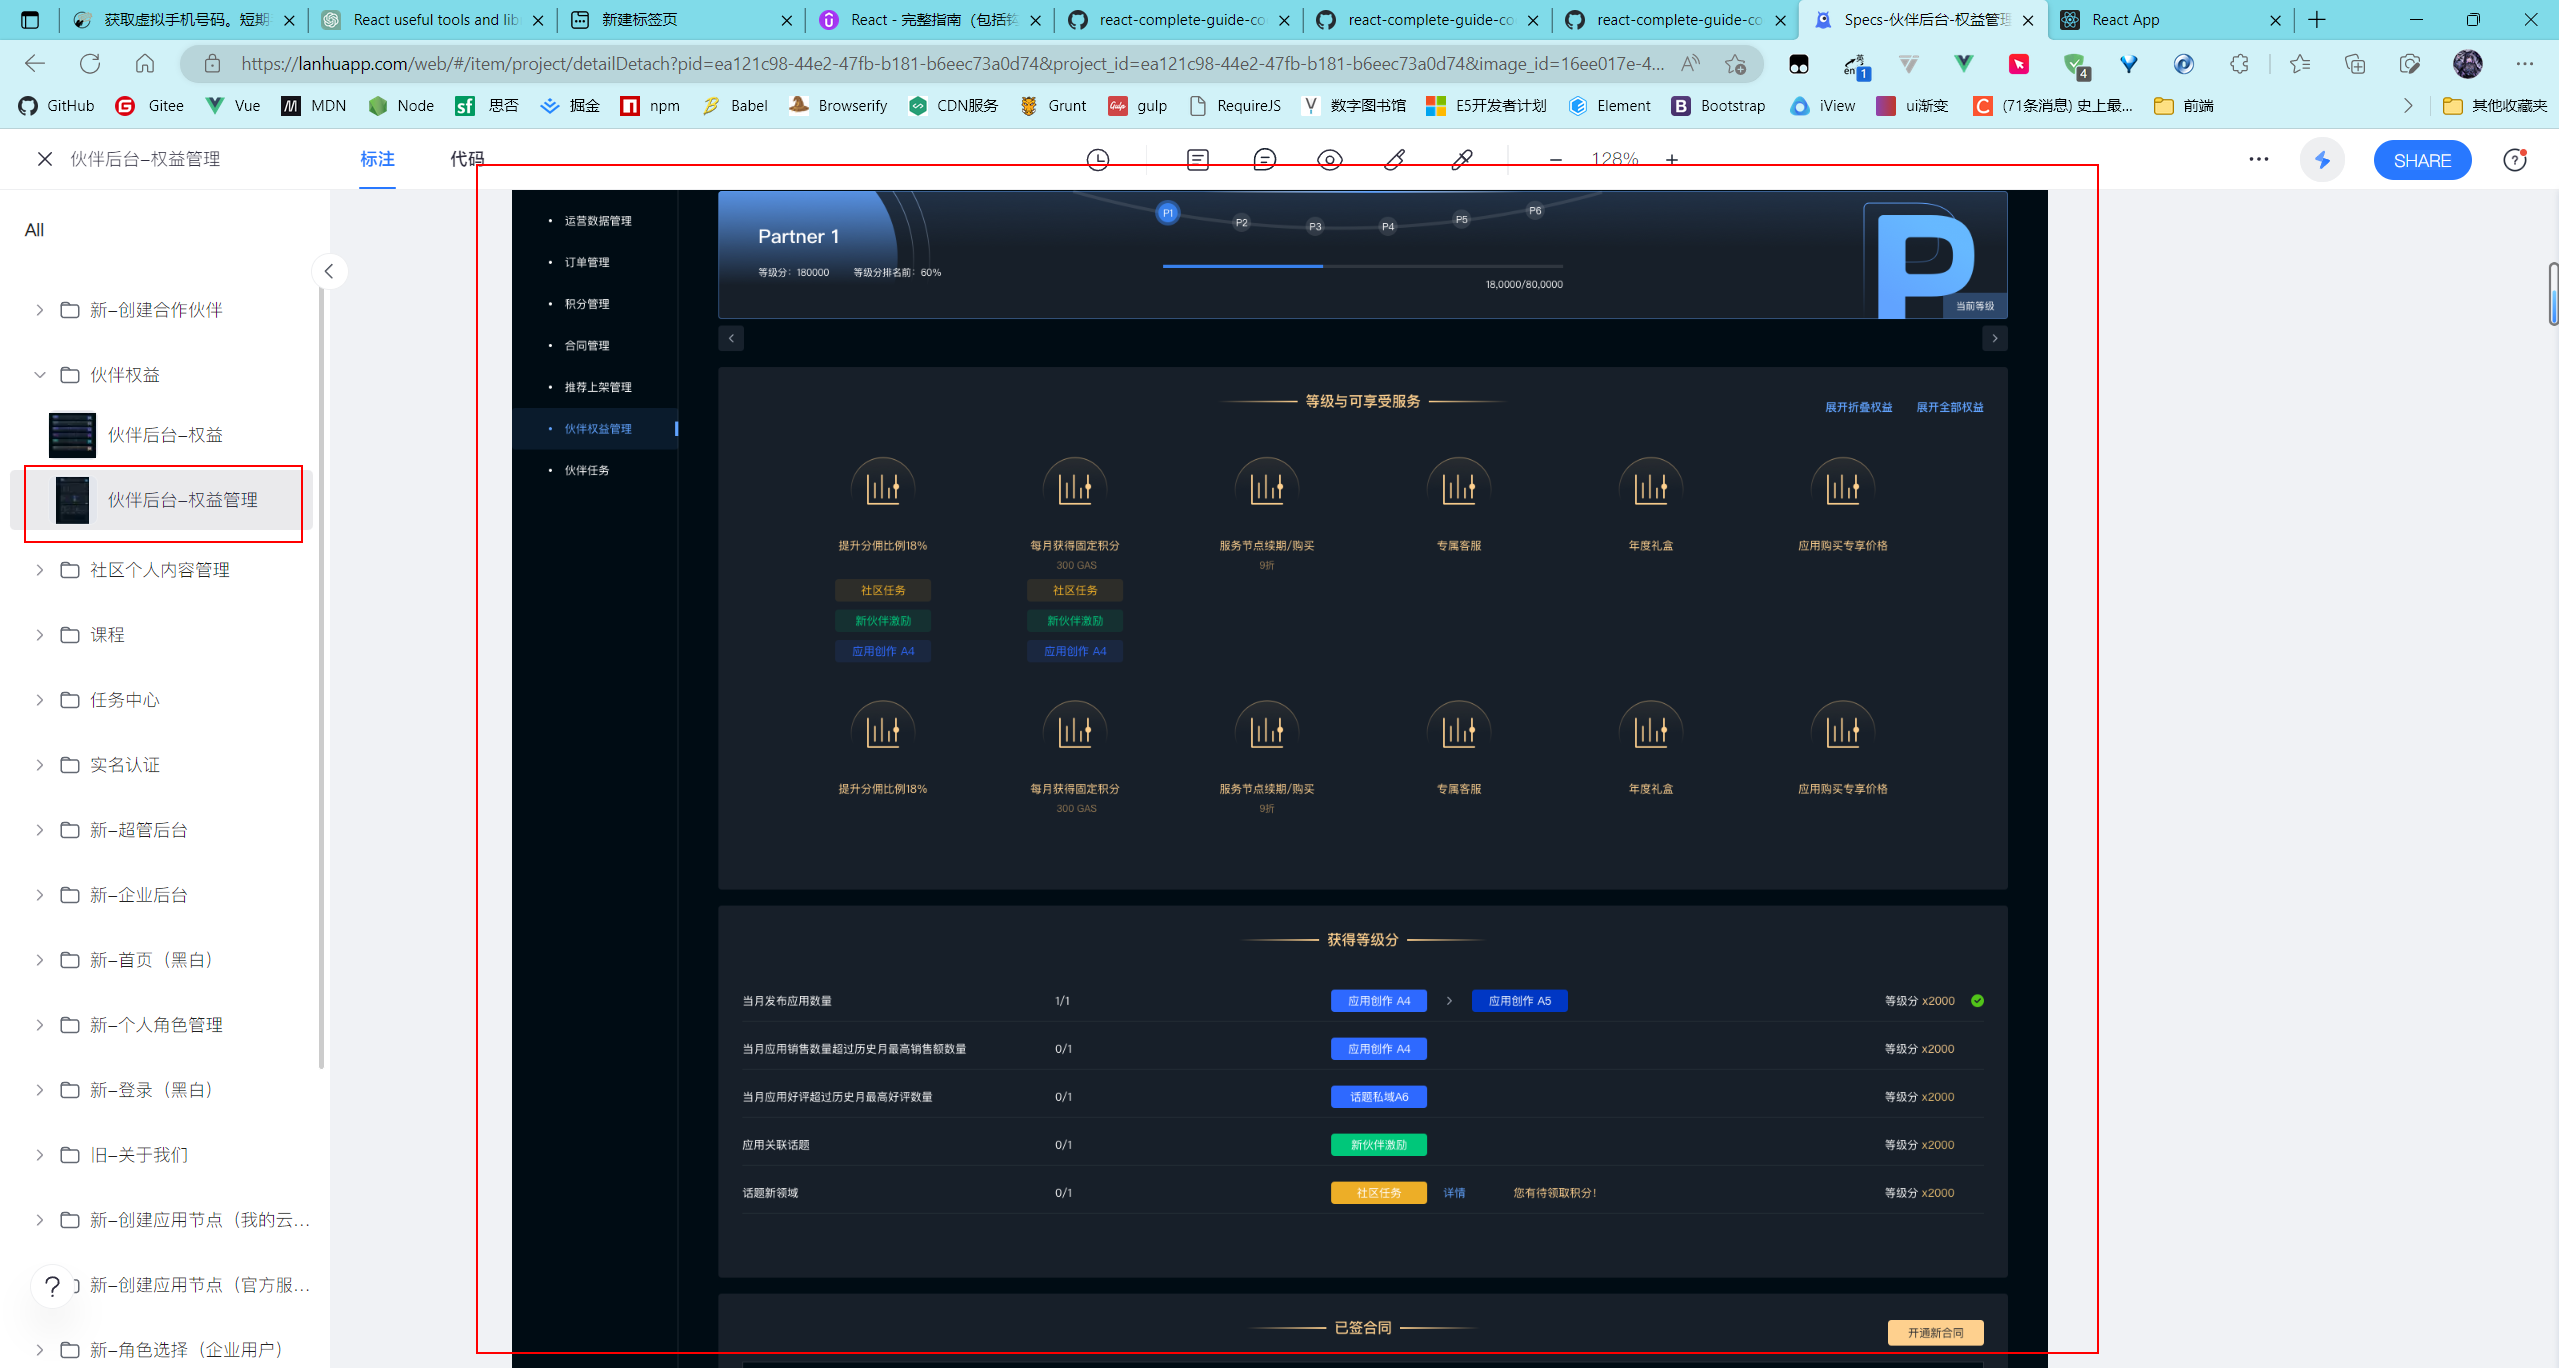 获取虚拟手机号码。短期
React useful tools and lib
新建标签页
React - 完整指南（包括钩
react-complete-guide-co
react-complete-guide-co
react-complete-guide-co
Specs-伙伴后台-权益管理
React App
https://lanhuapp.com/web/#/item/project/detailDetach?pid=ea121c98-44e2-47fb-b181-b6eec73a0d74&project_id=ea121c98-44e2-47fb-b181-b6eec73a0d74&image_id=16ee017e-4...
英
en
1
4
GitHub
Gitee
Vue
MDN
Node
思否
掘金
npm
Babel
Browserify
CDN服务
Grunt
gulp
RequireJS
数字图书馆
E5开发者计划
Element
Bootstrap
iView
ui渐变
(71条消息) 史上最...
前端
其他收藏夹
伙伴后台–权益管理
标注
代码
128%
SHARE
All
新–创建合作伙伴
伙伴权益
伙伴后台–权益
伙伴后台–权益管理
社区个人内容管理
课程
任务中心
实名认证
新–超管后台
新–企业后台
新–首页（黑白）
新–个人角色管理
新–登录（黑白）
旧–关于我们
新–创建应用节点（我的云...
新–创建应用节点（官方服...
新–角色选择（企业用户）
运营数据管理
订单管理
积分管理
合同管理
推荐上架管理
伙伴权益管理
伙伴任务
Partner 1
等级分：180000
等级分排名前：60%
P1
P2
P3
P4
P5
P6
18,0000/80,0000
P
当前等级
等级与可享受服务
展开折叠权益
展开全部权益
提升分佣比例18%
每月获得固定积分
服务节点续期/购买
专属客服
年度礼盒
应用购买专享价格
300 GAS
9折
社区任务
社区任务
新伙伴激励
新伙伴激励
应用创作 A4
应用创作 A4
提升分佣比例18%
每月获得固定积分
服务节点续期/购买
专属客服
年度礼盒
应用购买专享价格
300 GAS
9折
获得等级分
当月发布应用数量
1/1
应用创作 A4
应用创作 A5
等级分 x2000
当月应用销售数量超过历史月最高销售额数量
0/1
应用创作 A4
等级分 x2000
当月应用好评超过历史月最高好评数量
0/1
话题私域A6
等级分 x2000
应用关联话题
0/1
新伙伴激励
等级分 x2000
话题新领域
0/1
社区任务
详情
您有待领取积分！
等级分 x2000
已签合同
开通新合同